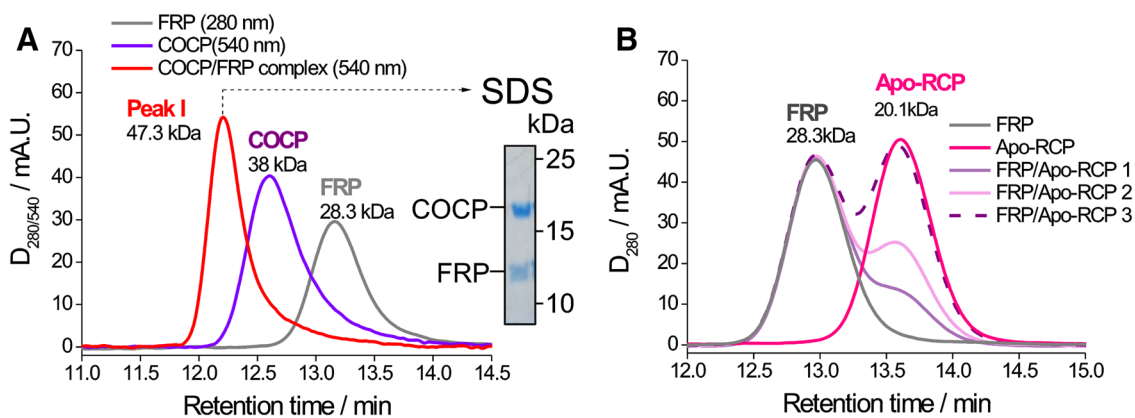 A
FRP (280 nm)
COCP(540 nm)
COCP/FRP complex (540 nm)
70
60
50
40
30
20
10
0
D280/540 / mA.U.
Peak I
47.3 kDa
COCP
38 kDa
FRP
28.3 kDa
SDS
kDa
25
COCP
15
FRP
10
11.0 11.5 12.0 12.5 13.0 13.5 14.0 14.5
Retention time / min
B
70
60
50
40
30
20
10
0
D280 / mA.U.
FRP
28.3kDa
Apo-RCP
20.1kDa
FRP
Apo-RCP
FRP/Apo-RCP 1
FRP/Apo-RCP 2
FRP/Apo-RCP 3
12.0 12.5 13.0 13.5 14.0 14.5 15.0
Retention time / min